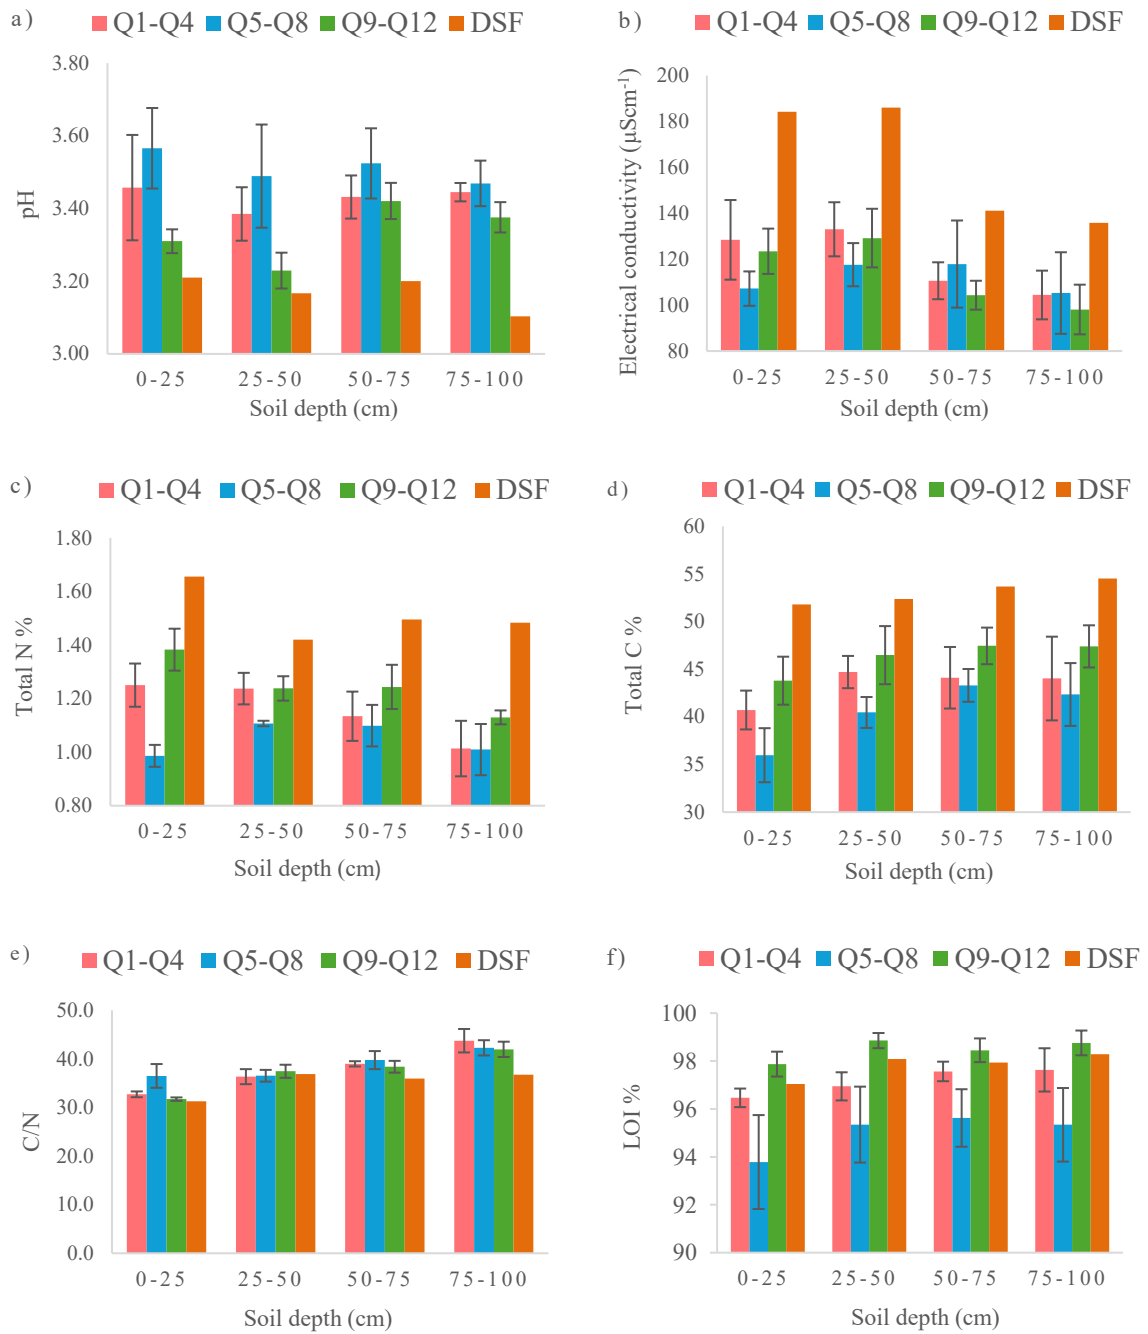 a) Q1-Q4 Q5-Q8 Q9-Q12 DSF
3.80
3.60
3.40
3.20
3.00
pH
0-25 25-50 50-75 75-100
Soil depth (cm)
b) Q1-Q4 Q5-Q8 Q9-Q12 DSF
200
180
160
140
120
100
80
Electrical conductivity (µScm⁻¹)
0-25 25-50 50-75 75-100
Soil depth (cm)
c) Q1-Q4 Q5-Q8 Q9-Q12 DSF
1.80
1.60
1.40
1.20
1.00
0.80
Total N %
0-25 25-50 50-75 75-100
Soil depth (cm)
d) Q1-Q4 Q5-Q8 Q9-Q12 DSF
60
55
50
45
40
35
30
Total C %
0-25 25-50 50-75 75-100
Soil depth (cm)
e) Q1-Q4 Q5-Q8 Q9-Q12 DSF
50.0
40.0
30.0
20.0
10.0
0.0
C/N
0-25 25-50 50-75 75-100
Soil depth (cm)
f) Q1-Q4 Q5-Q8 Q9-Q12 DSF
100
98
96
94
92
90
LOI %
0-25 25-50 50-75 75-100
Soil depth (cm)